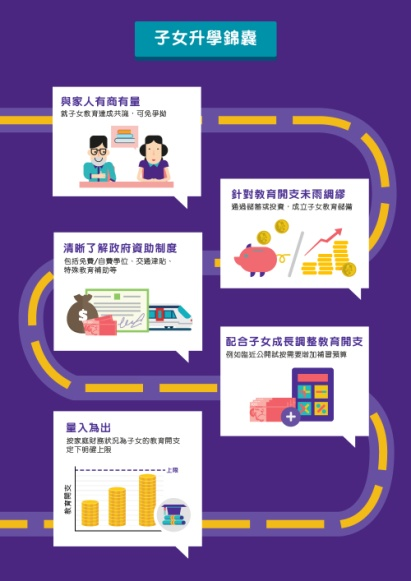 子女升學錦囊
與家人有商有量
就子女教育達成共識，可免爭拗
針對教育開支未雨綢繆
通過儲蓄或投資，成立子女教育儲備
清晰了解政府資助制度
包括免費/自費學位、交通津貼、
特殊教育補助等
$
配合子女成長調整教育開支
例如臨近公開試按需要增加補習預算
量入為出
按家庭財務狀況為子女的教育開支
定下明確上限
上限
教育開支